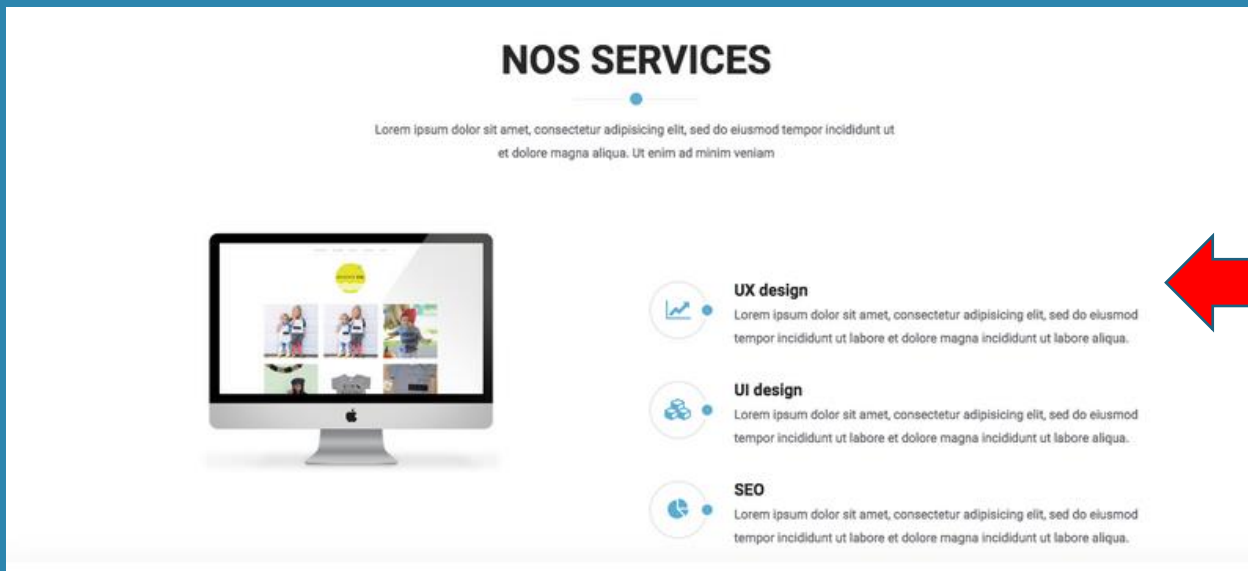 NOS SERVICES
Lorem ipsum dolor sit amet, consectetur adipisicing elit, sed do eiusmod tempor incididunt ut
et dolore magna aliqua. Ut enim ad minim veniam
UX design
Lorem ipsum dolor sit amet, consectetur adipisicing elit, sed do eiusmod
tempor incididunt ut labore et dolore magna incididunt ut labore aliqua.
UI design
Lorem ipsum dolor sit amet, consectetur adipisicing elit, sed do eiusmod
tempor incididunt ut labore et dolore magna incididunt ut labore aliqua.
SEO
Lorem ipsum dolor sit amet, consectetur adipisicing elit, sed do eiusmod
tempor incididunt ut labore et dolore magna incididunt ut labore aliqua.